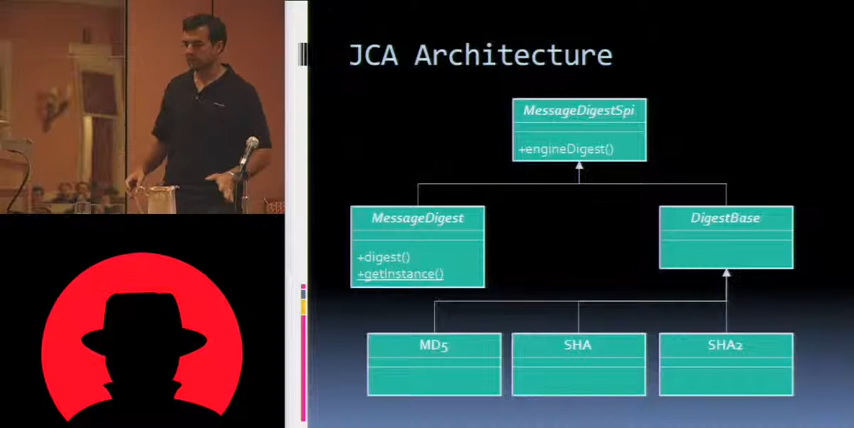 JCA Architecture
MessageDigestSpi
+engineDigest()
MessageDigest
+digest()
+getInstance()
DigestBase
MD5
SHA
SHA2